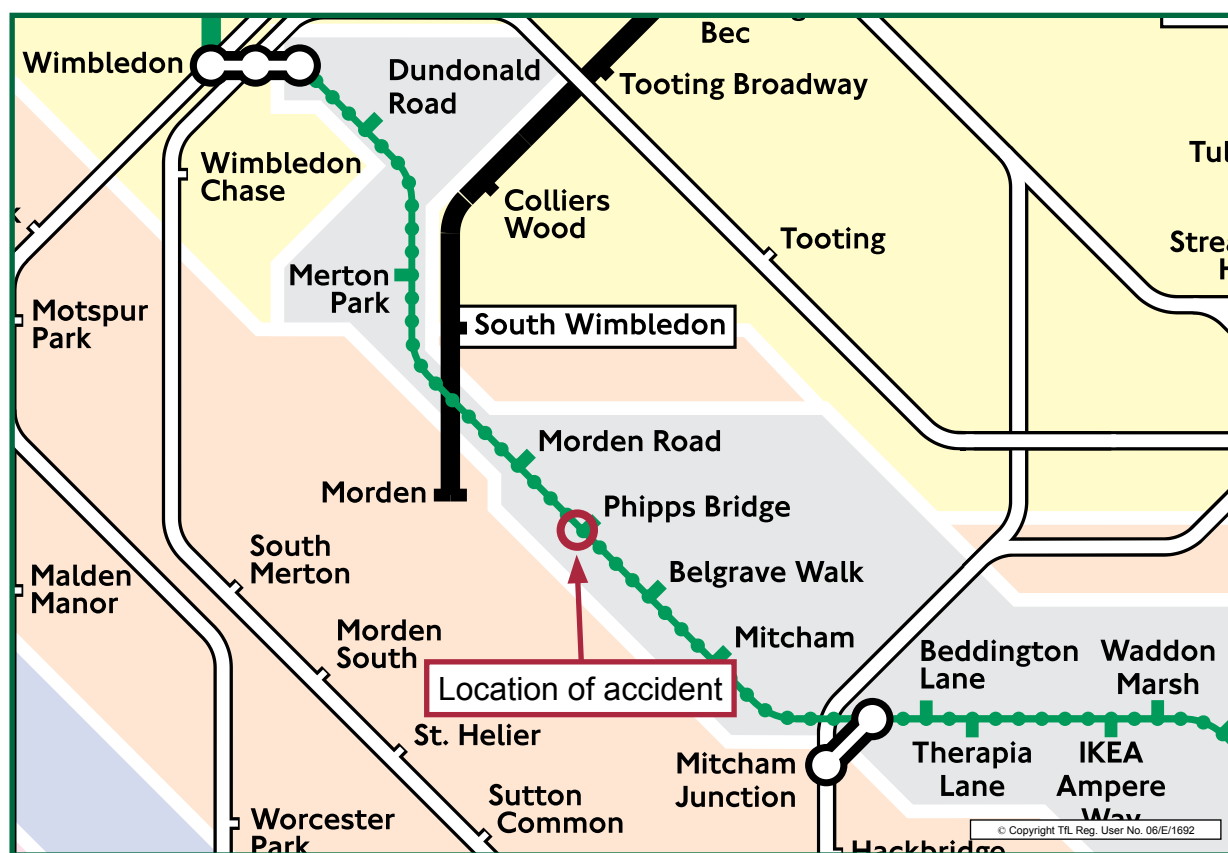 Bec
Wimbledon
Dundonald
Road
Tooting Broadway
Wimbledon
Chase
Tul
Colliers
Wood
Tooting
Strea
H
Merton
Park
Motspur
Park
South Wimbledon
Morden Road
Morden
Phipps Bridge
South
Merton
Belgrave Walk
Malden
Manor
Morden
South
Mitcham
Beddington
Lane
Waddon
Marsh
Location of accident
St. Helier
Mitcham
Junction
Therapia
Lane
IKEA
Ampere
Way
Sutton
Common
Worcester
Park
© Copyright TfL Reg. User No. 06/E/1692
Hackbridge